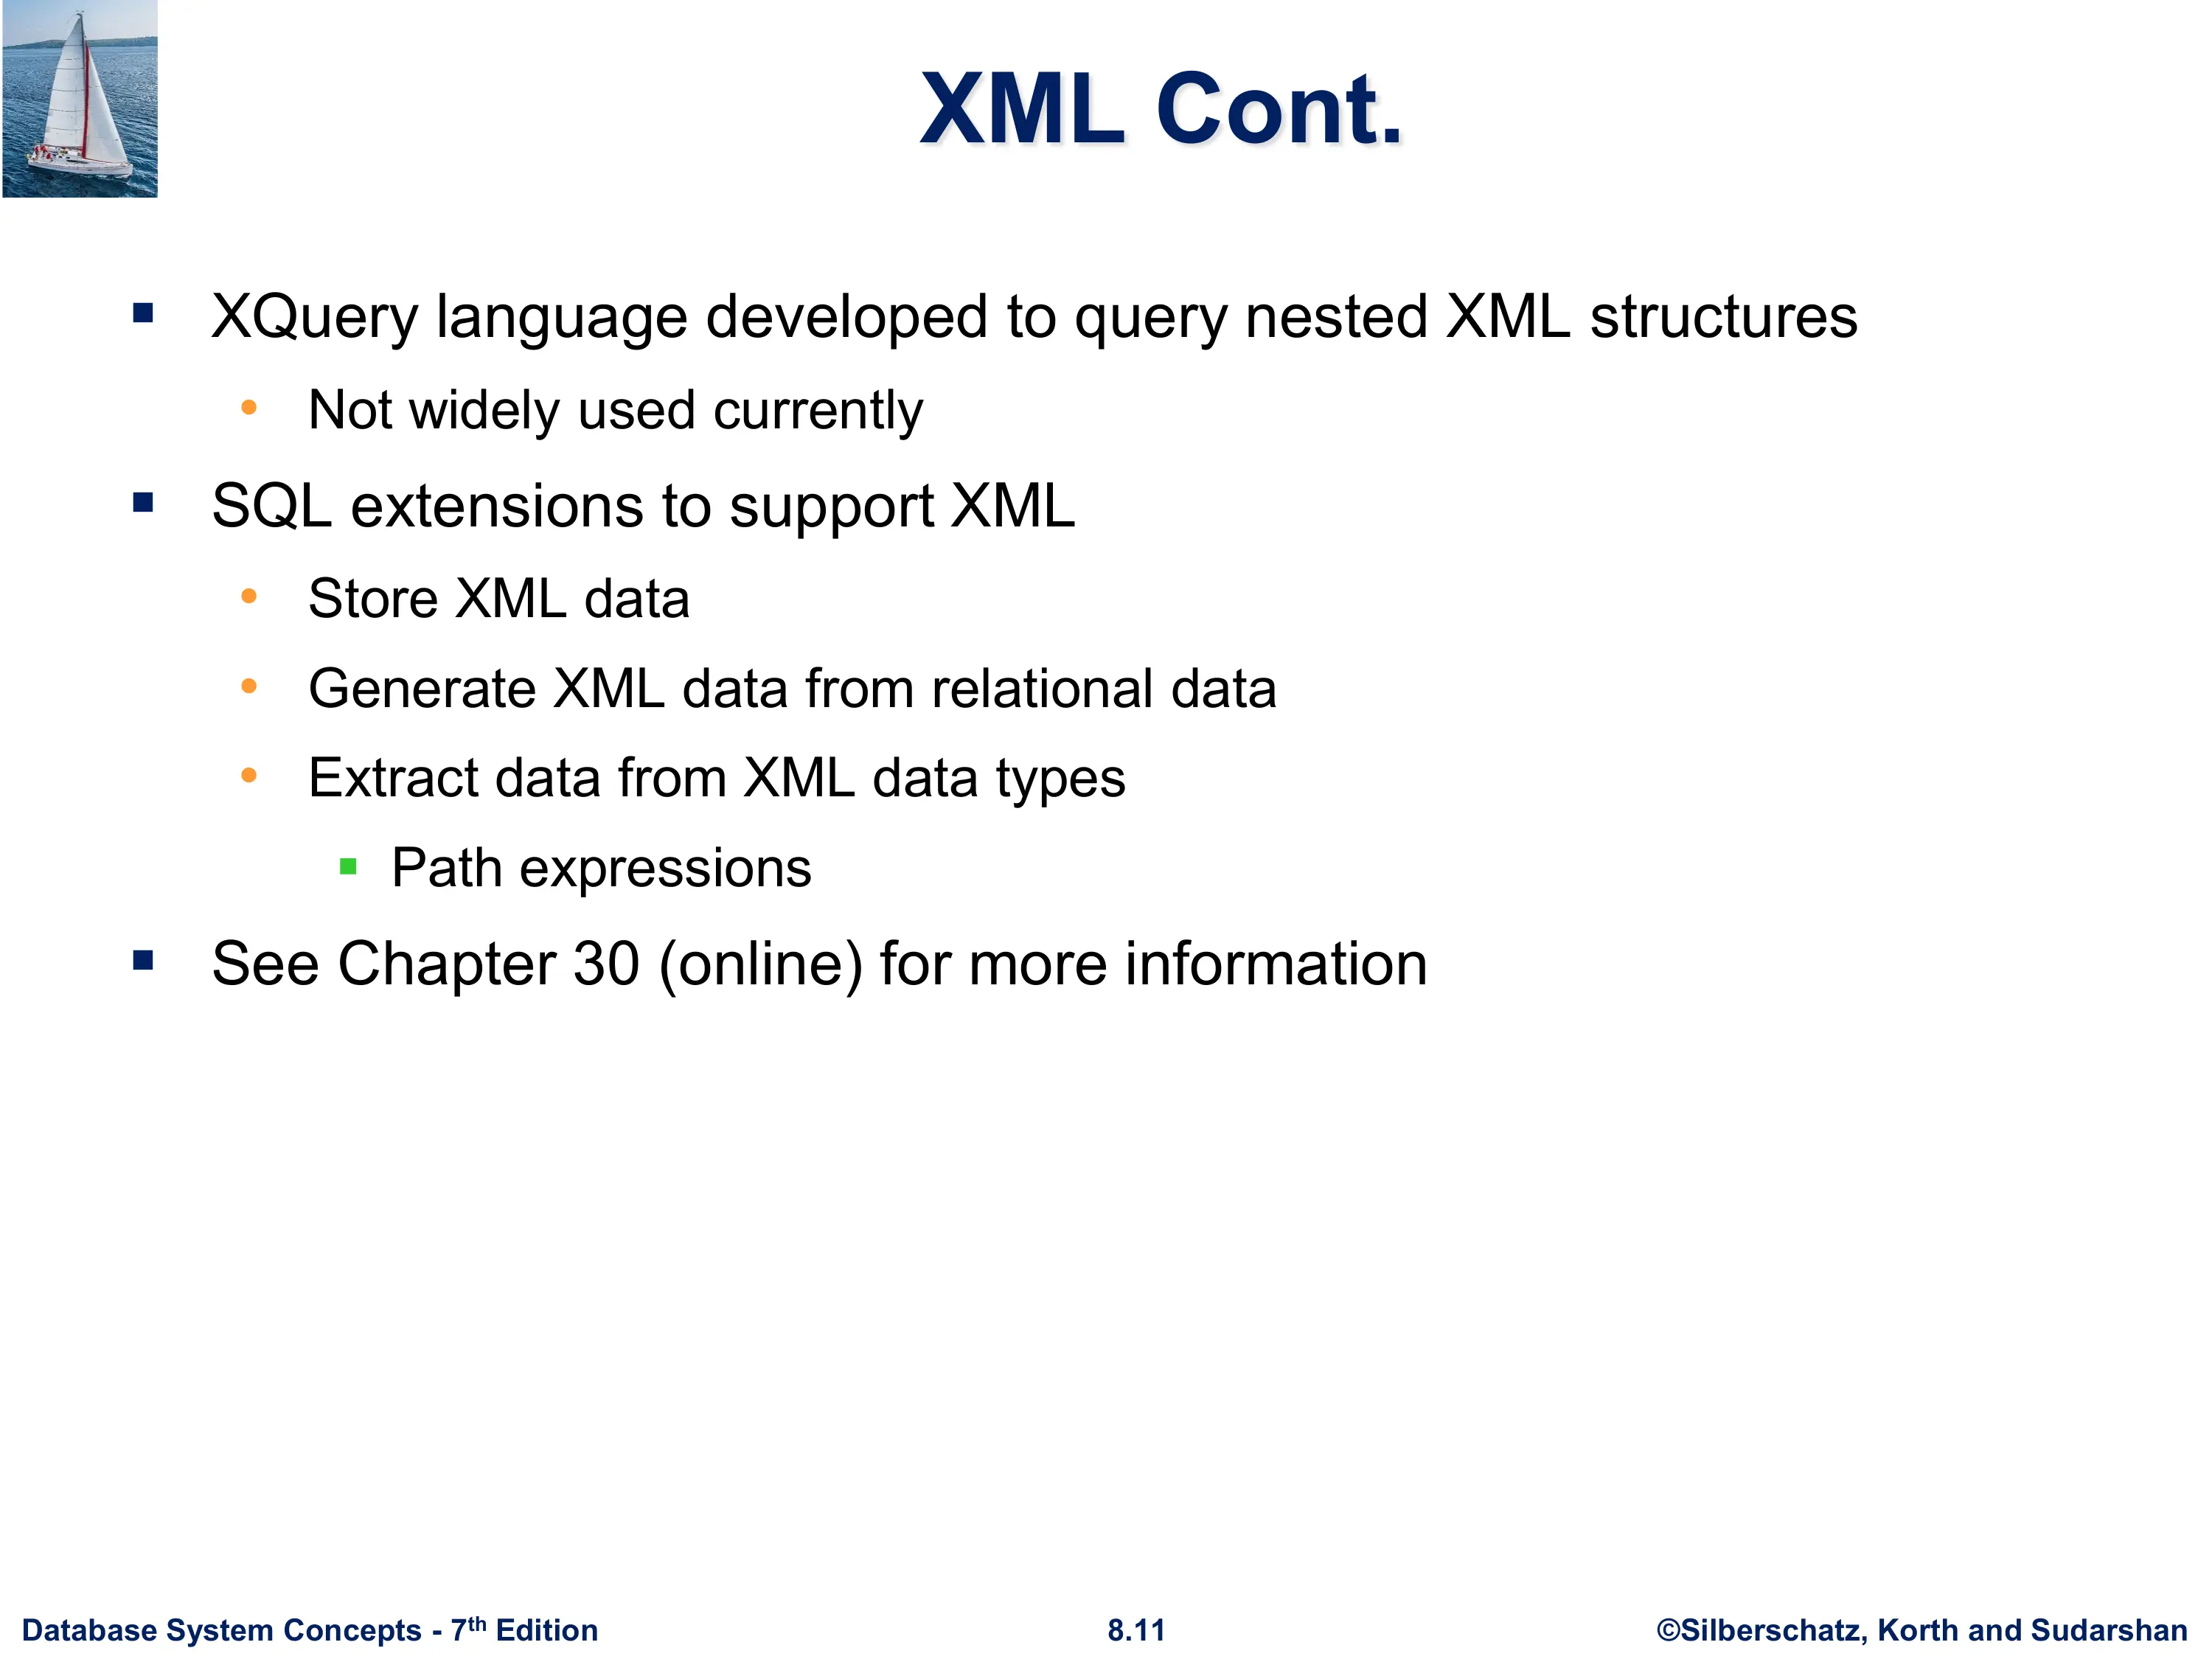 XML Cont.
XQuery language developed to query nested XML structures
Not widely used currently
SQL extensions to support XML
Store XML data
Generate XML data from relational data
Extract data from XML data types
Path expressions
See Chapter 30 (online) for more information
Database System Concepts - 7th Edition
8.11
©Silberschatz, Korth and Sudarshan